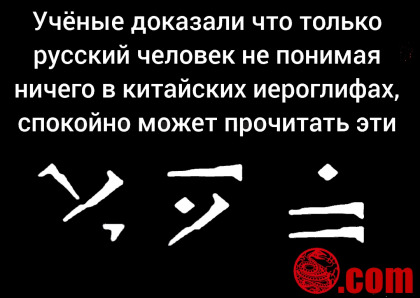 Учёные доказали что только
русский человек не понимая
ничего в китайских иероглифах,
спокойно может прочитать эти
.com